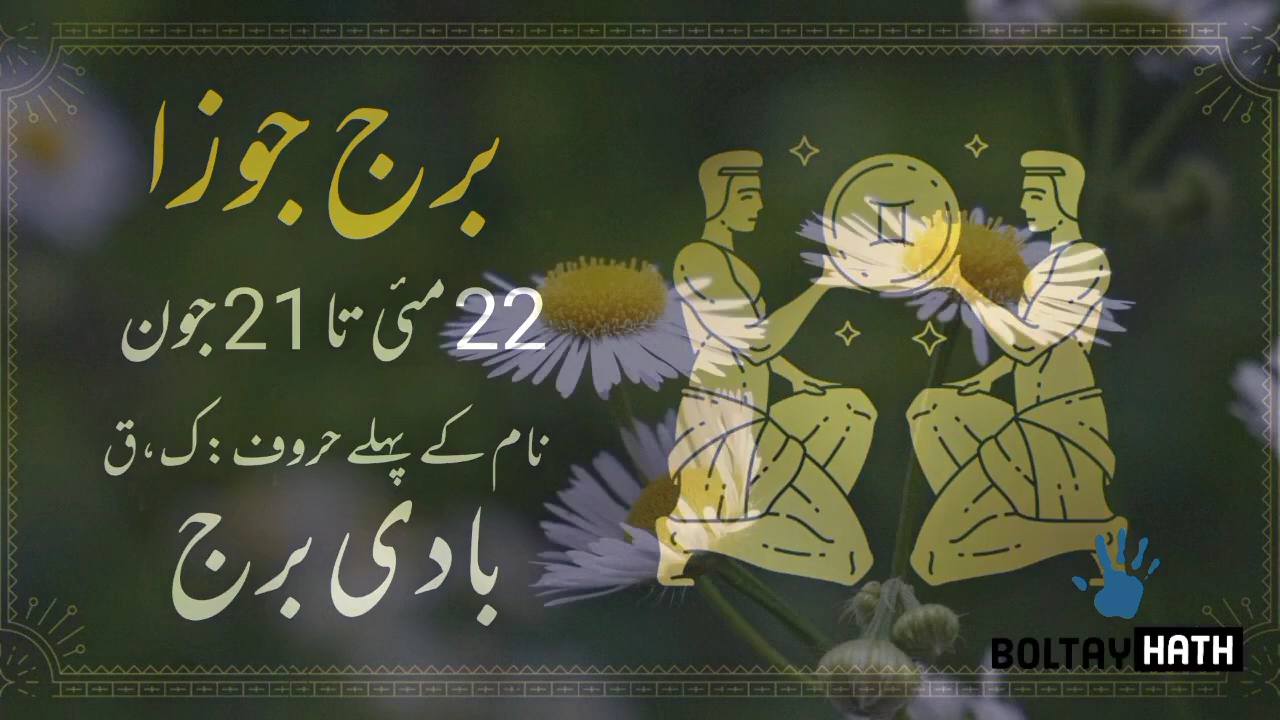 برج جوزا
22 مئی تا 21 جون
نام کے پہلے حروف : ک، ق
بادی برج
BOLTAY HATH